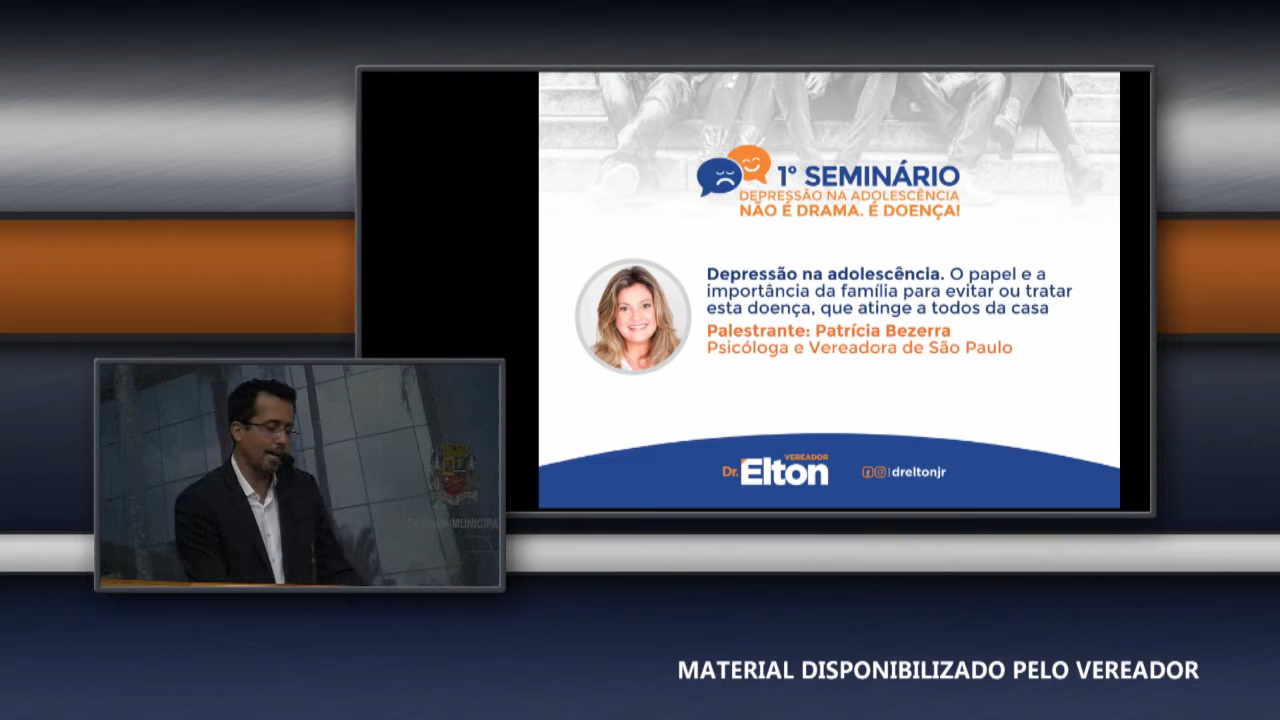 1º SEMINÁRIO
DEPRESSÃO NA ADOLESCÊNCIA
NÃO É DRAMA. É DOENÇA!
Depressão na adolescência. O papel e a
importância da família para evitar ou tratar
esta doença, que atinge a todos da casa
Palestrante: Patrícia Bezerra
Psicóloga e Vereadora de São Paulo
VEREADOR
Dr. Elton
dreltonjr
CÂMARA MUNICIPA
MATERIAL DISPONIBILIZADO PELO VEREADOR